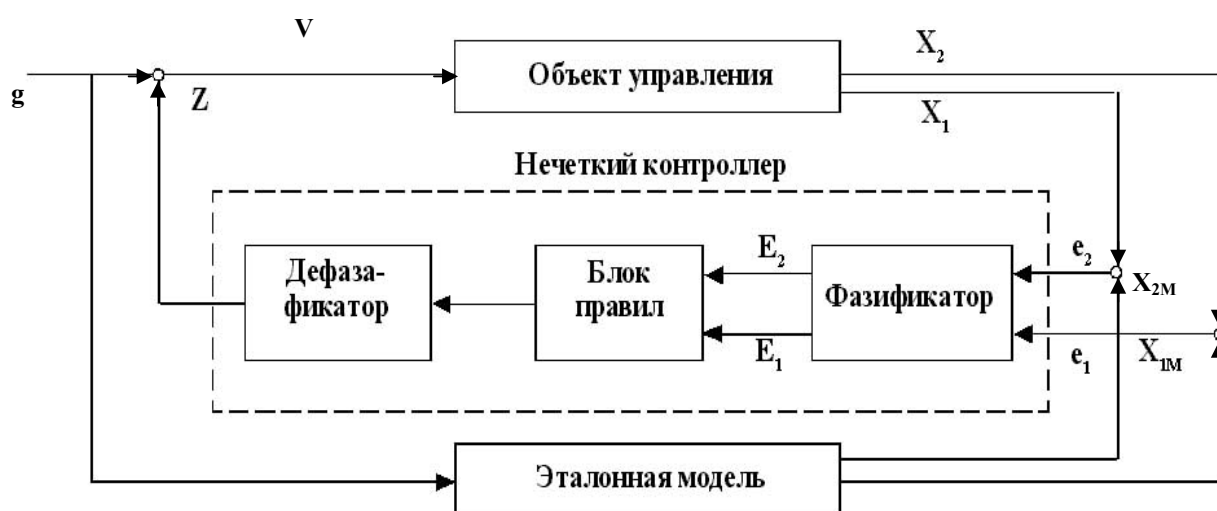 V
X₂
g
Z
Объект управления
X₁
Нечеткий контроллер
Дефаза-
фикатор
Блок
правил
E₂
E₁
Фазификатор
e₂
e₁
X₂ₘ
X₁ₘ
Эталонная модель